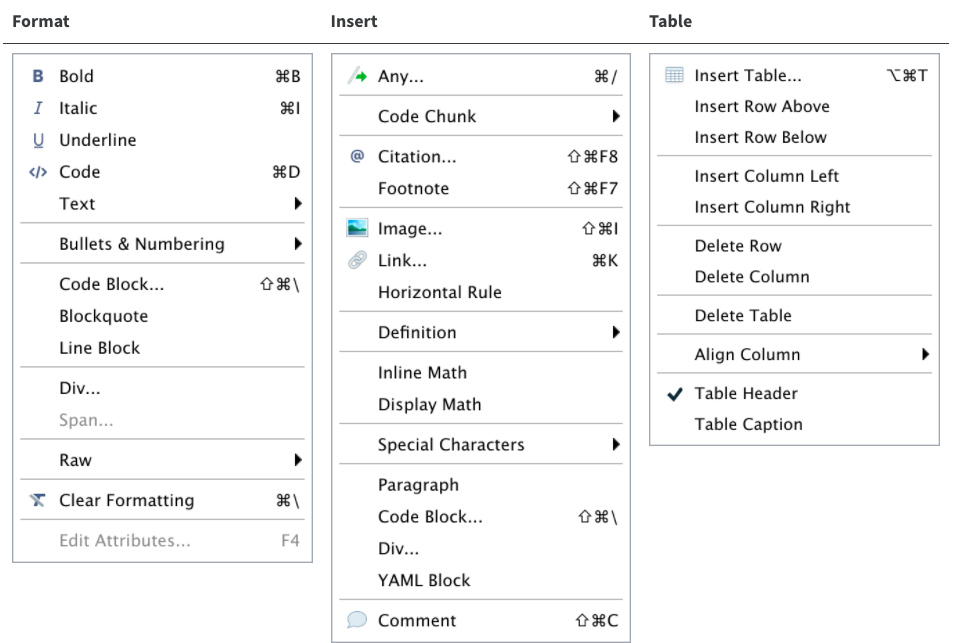 Format
Bold ⌘B
Italic ⌘I
Underline
Code ⌘D
Text
Bullets & Numbering
Code Block... ⇧⌘\
Blockquote
Line Block
Div...
Span...
Raw
Clear Formatting ⌘\
Edit Attributes... F4
Insert
Any... ⌘/
Code Chunk
@ Citation... ⇧⌘F8
Footnote ⇧⌘F7
Image... ⇧⌘I
Link... ⌘K
Horizontal Rule
Definition
Inline Math
Display Math
Special Characters
Paragraph
Code Block... ⇧⌘\
Div...
YAML Block
Comment ⇧⌘C
Table
Insert Table... ⌥⌘T
Insert Row Above
Insert Row Below
Insert Column Left
Insert Column Right
Delete Row
Delete Column
Delete Table
Align Column
Table Header
Table Caption